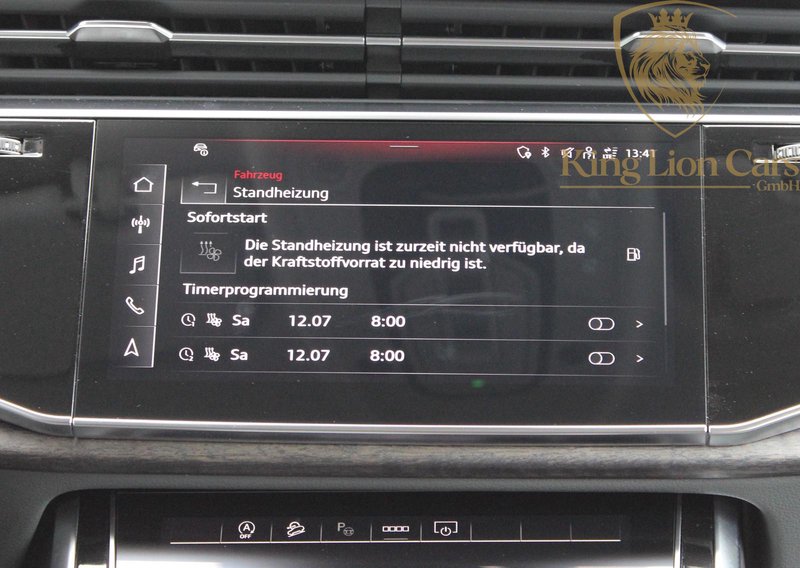 King Lion Cars
GmbH
13:41
Fahrzeug
Standheizung
Sofortstart
Die Standheizung ist zurzeit nicht verfügbar, da
der Kraftstoffvorrat zu niedrig ist.
Timerprogrammierung
Sa 12.07 8:00
Sa 12.07 8:00
A
OFF
P